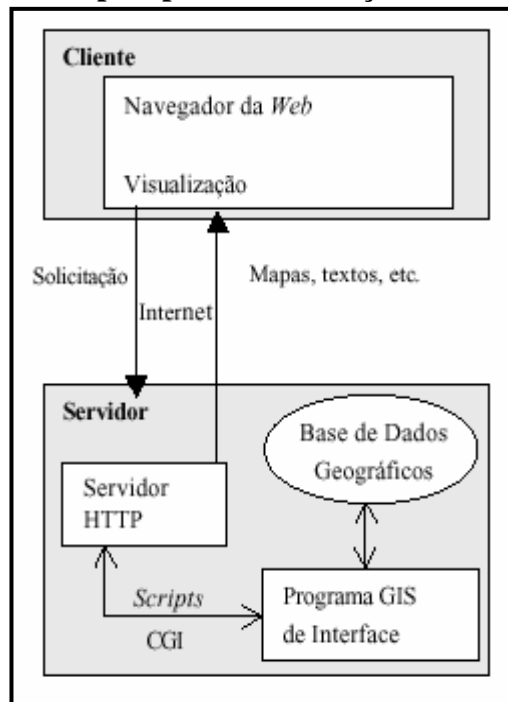 Cliente
Navegador da Web
Visualização
Solicitação
Internet
Mapas, textos, etc.
Servidor
Base de Dados
Geográficos
Servidor
HTTP
Scripts
CGI
Programa GIS
de Interface